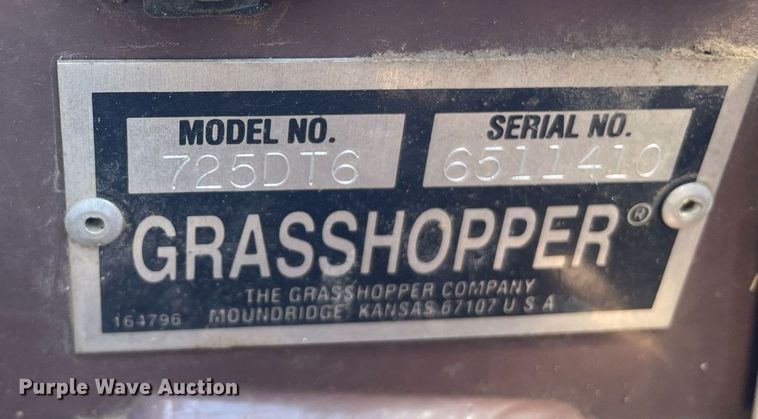 MODEL NO. SERIAL NO.
725DT6 6511410
GRASSHOPPER®
THE GRASSHOPPER COMPANY
164796 MOUNDRIDGE, KANSAS 67107 U S A
Purple Wave Auction